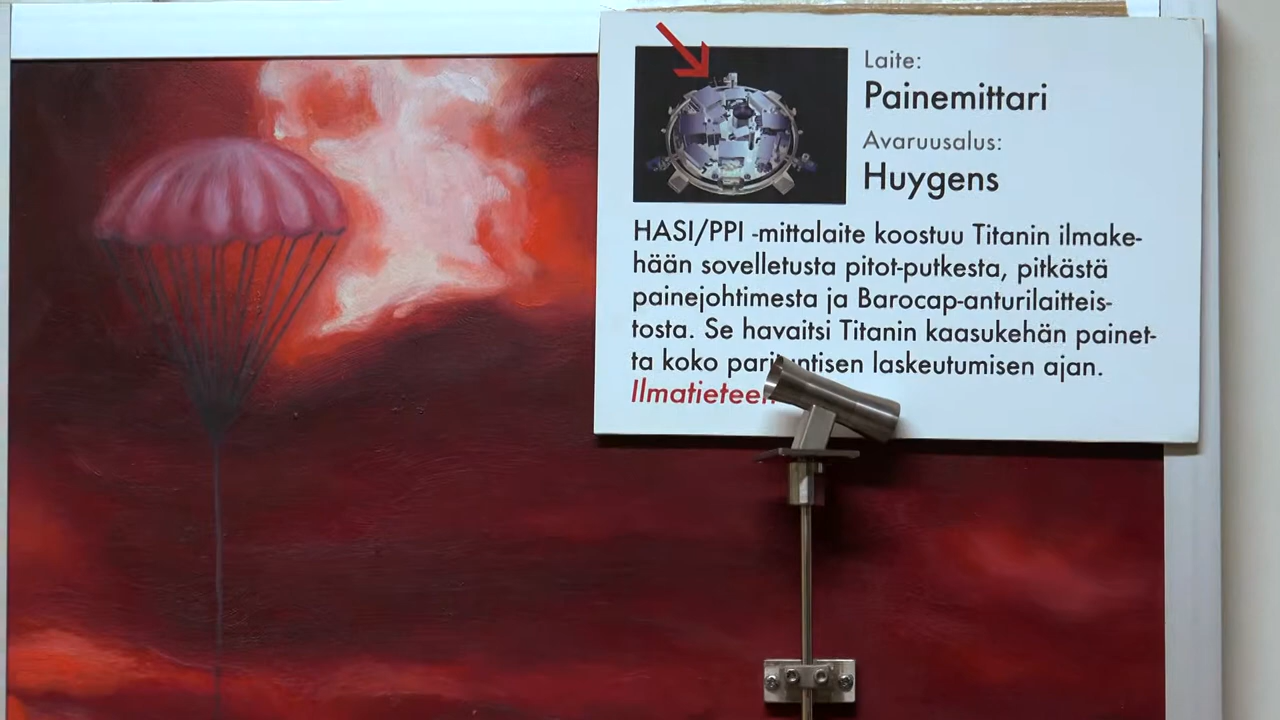 Laite:
Painemittari
Avaruusalus:
Huygens
HASI/PPI -mittalaite koostuu Titanin ilmake-
hään sovelletusta pitot-putkesta, pitkästä
painejohtimesta ja Barocap-anturilaitteis-
tosta. Se havaitsi Titanin kaasukehän painet-
ta koko laskeutumisen ajan.